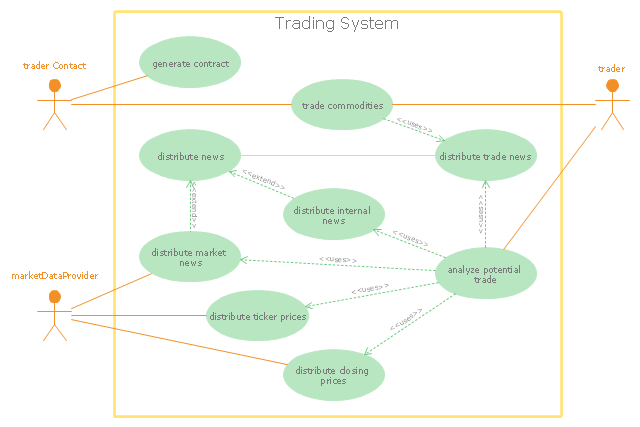 Trading System
trader Contact
generate contract
trader
trade commodities
<<uses>>
distribute news
distribute trade news
<<extend>>
<<extend>>
distribute internal
news
<<uses>>
<<uses>>
distribute market
news
<<uses>>
analyze potential
trade
marketDataProvider
<<uses>>
distribute ticker prices
<<uses>>
distribute closing
prices